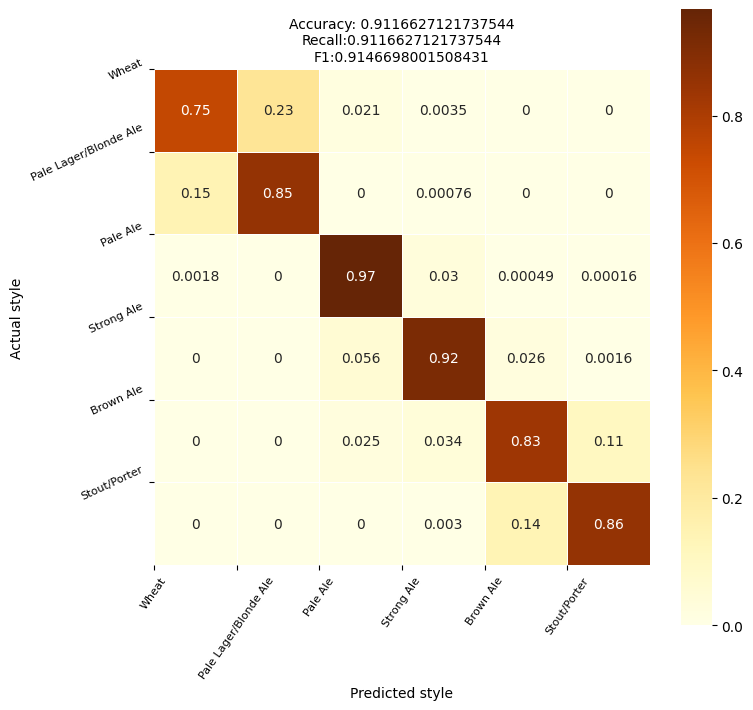 Accuracy: 0.9116627121737544
Recall:0.9116627121737544
F1:0.9146698001508431
Actual style
Wheat
0.75 0.23 0.021 0.0035 0 0
Pale Lager/Blonde Ale
0.15 0.85 0 0.00076 0 0
Pale Ale
0.0018 0 0.97 0.03 0.00049 0.00016
Strong Ale
0 0 0.056 0.92 0.026 0.0016
Brown Ale
0 0 0.025 0.034 0.83 0.11
Stout/Porter
0 0 0 0.003 0.14 0.86
Wheat
Pale Lager/Blonde Ale
Pale Ale
Strong Ale
Brown Ale
Stout/Porter
Predicted style
0.8
0.6
0.4
0.2
0.0